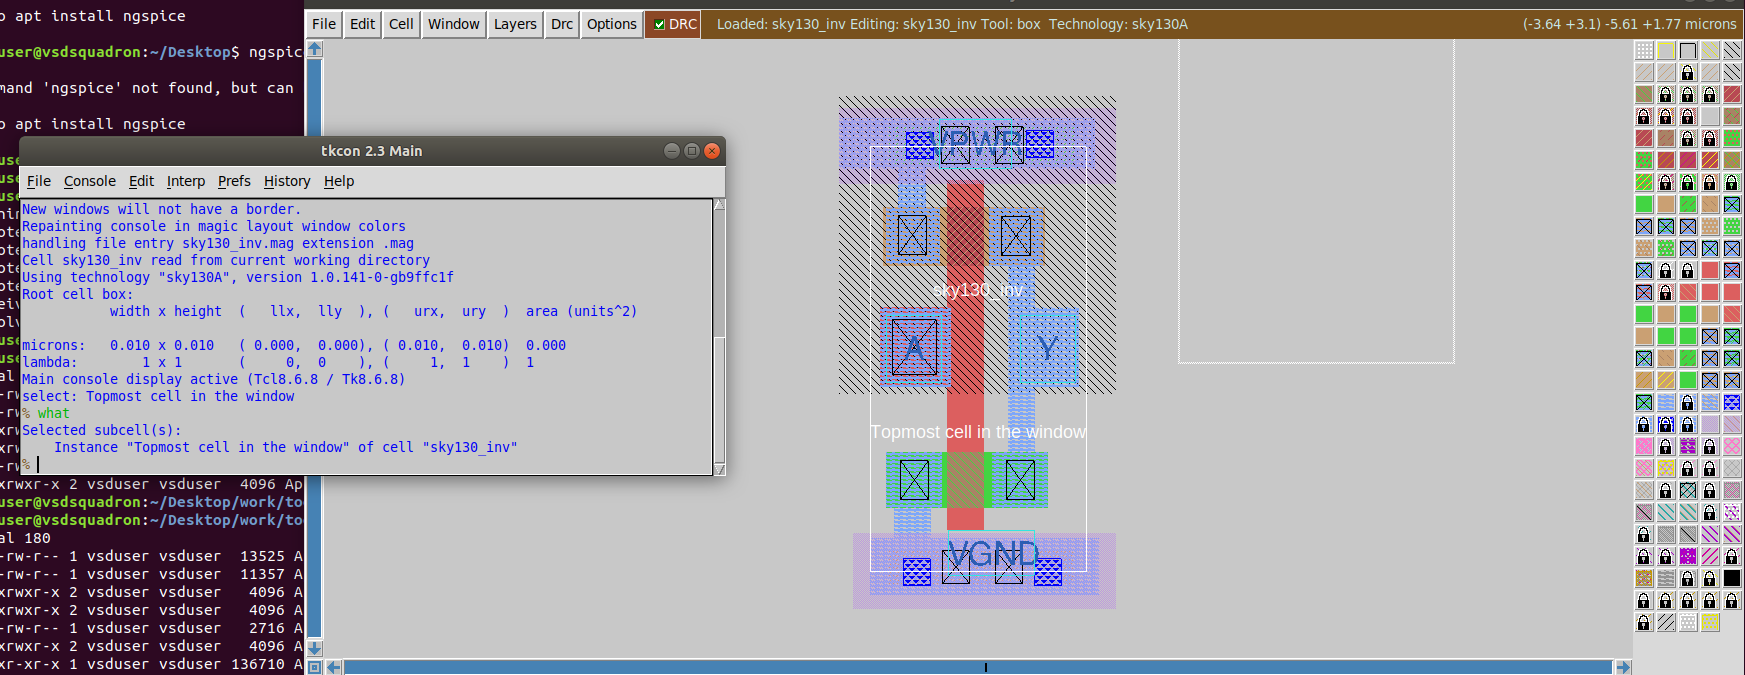 o apt install ngspice
user@vsdsquadron:~/Desktop$ ngspic
mand 'ngspice' not found, but can
o apt install ngspice
File Edit Cell Window Layers Drc Options DRC Loaded: sky130_inv Editing: sky130_inv Tool: box Technology: sky130A (-3.64 +3.1) -5.61 +1.77 microns
tkcon 2.3 Main
File Console Edit Interp Prefs History Help
New windows will not have a border.
Repainting console in magic layout window colors
handling file entry sky130_inv.mag extension .mag
Cell sky130_inv read from current working directory
Using technology "sky130A", version 1.0.141-0-gb9ffc1f
Root cell box:
width x height ( llx, lly ), ( urx, ury ) area (units^2)
microns: 0.010 x 0.010 ( 0.000, 0.000), ( 0.010, 0.010) 0.000
lambda: 1 x 1 ( 0, 0 ), ( 1, 1 ) 1
Main console display active (Tcl8.6.8 / Tk8.6.8)
select: Topmost cell in the window
% what
Selected subcell(s):
Instance "Topmost cell in the window" of cell "sky130_inv"
%
xrwxr-x 2 vsduser vsduser 4096 Ap
user@vsdsquadron:~/Desktop/work/to
user@vsdsquadron:~/Desktop/work/to
al 180
-rw-r-- 1 vsduser vsduser 13525 A
-rw-r-- 1 vsduser vsduser 11357 A
xrwxr-x 2 vsduser vsduser 4096 A
xrwxr-x 2 vsduser vsduser 4096 A
-rw-r-- 1 vsduser vsduser 2716 A
xrwxr-x 2 vsduser vsduser 4096 A
xr-xr-x 1 vsduser vsduser 136710 A
VPWR
sky130_inv
A
Y
Topmost cell in the window
VGND